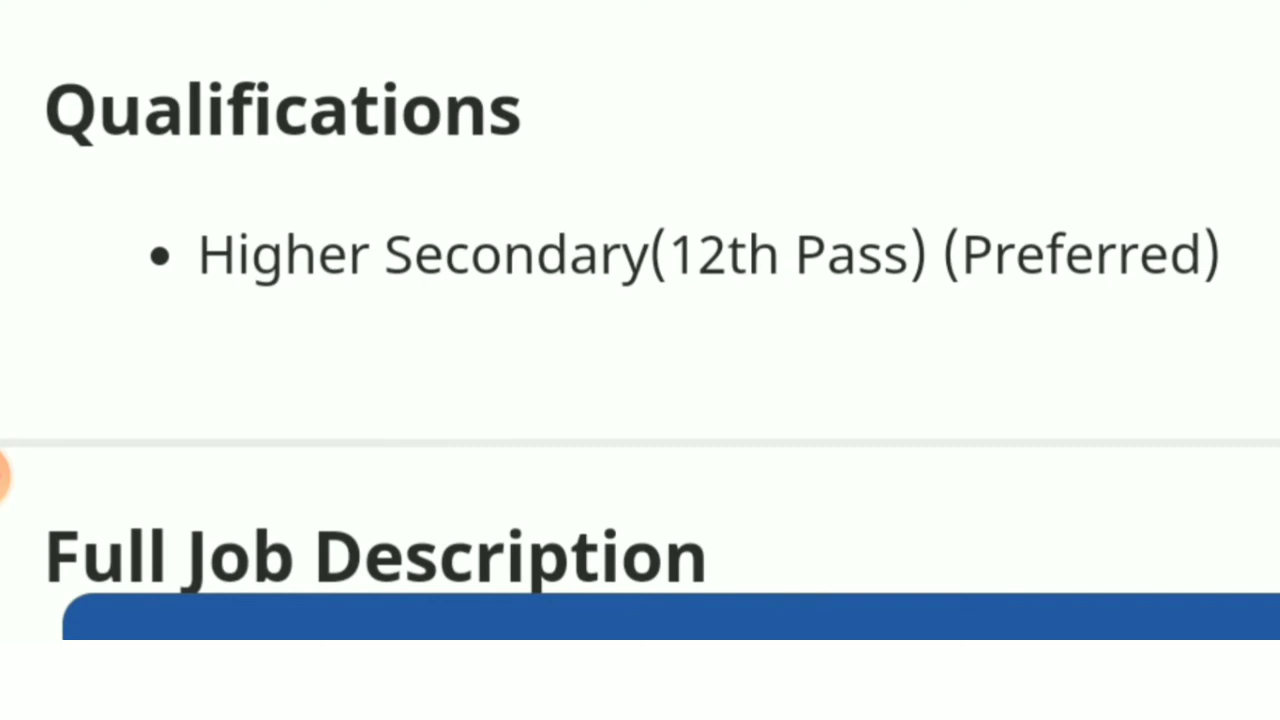 Qualifications
• Higher Secondary(12th Pass) (Preferred)
Full Job Description